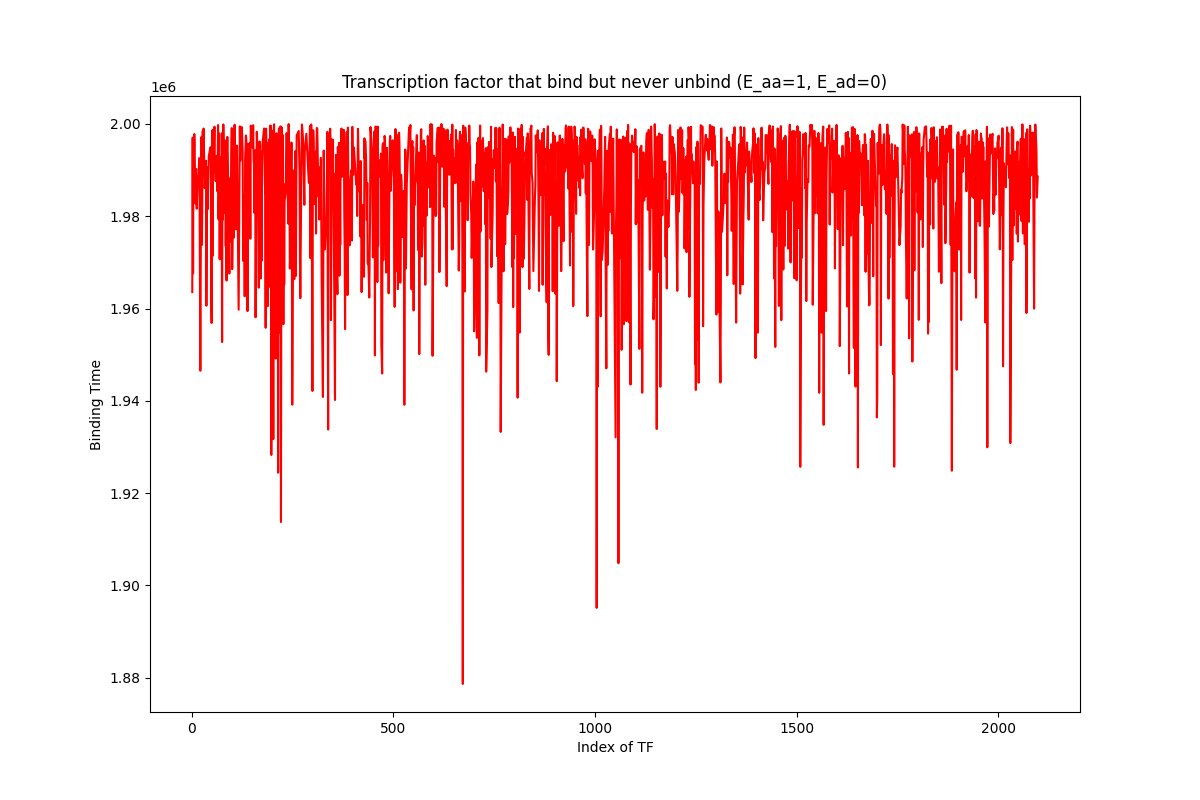 Transcription factor that bind but never unbind (E_aa=1, E_ad=0)
1e6
2.00
1.98
1.96
1.94
1.92
1.90
1.88
Binding Time
0 500 1000 1500 2000
Index of TF